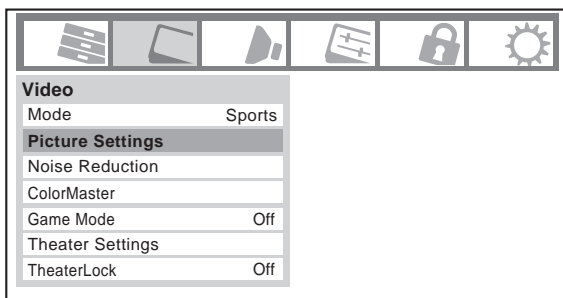 Video
Mode Sports
Picture Settings
Noise Reduction
ColorMaster
Game Mode Off
Theater Settings
TheaterLock Off